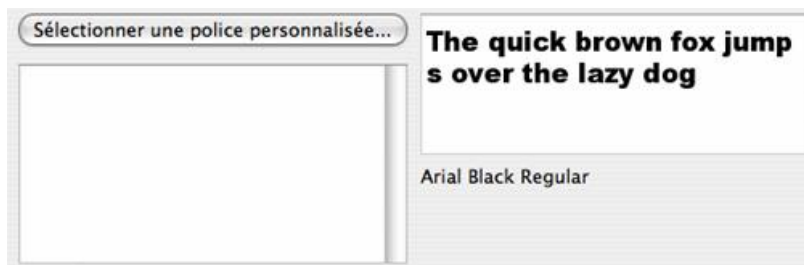 Sélectionner une police personnalisée...
The quick brown fox jump
s over the lazy dog
Arial Black Regular